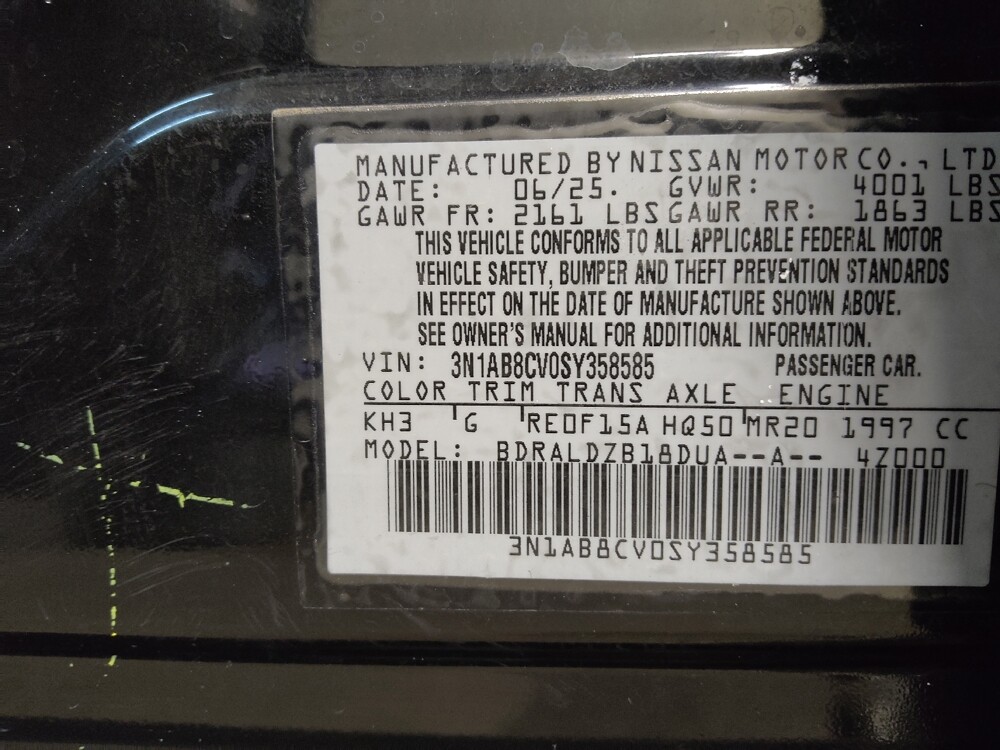 MANUFACTURED BY NISSAN MOTOR CO., LTD
DATE: 06/25. GVWR: 4001 LBS
GAWR FR: 2161 LBS GAWR RR: 1863 LBS
THIS VEHICLE CONFORMS TO ALL APPLICABLE FEDERAL MOTOR
VEHICLE SAFETY, BUMPER AND THEFT PREVENTION STANDARDS
IN EFFECT ON THE DATE OF MANUFACTURE SHOWN ABOVE.
SEE OWNER'S MANUAL FOR ADDITIONAL INFORMATION.
VIN: 3N1AB8CV0SY358585 PASSENGER CAR.
COLOR TRIM TRANS AXLE ENGINE
KH3 G RE0F15A HQ50 MR20 1997 CC
MODEL: BDRALDZB18DUA--A-- 4Z000
3N1AB8CV0SY358585